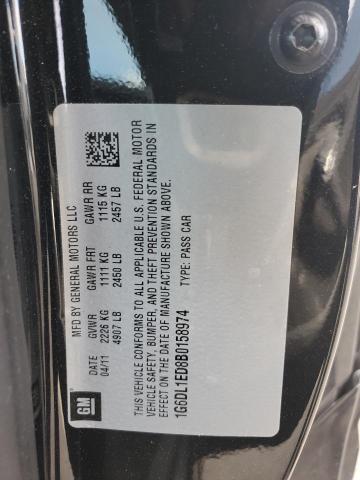 GM
MFD BY GENERAL MOTORS LLC
DATE GVWR GAWR FRT GAWR RR
04/11 2226 KG 1111 KG 1115 KG
4907 LB 2450 LB 2457 LB
THIS VEHICLE CONFORMS TO ALL APPLICABLE U.S. FEDERAL MOTOR
VEHICLE SAFETY, BUMPER, AND THEFT PREVENTION STANDARDS IN
EFFECT ON THE DATE OF MANUFACTURE SHOWN ABOVE.
1G6DL1ED8B0158974 TYPE: PASS CAR